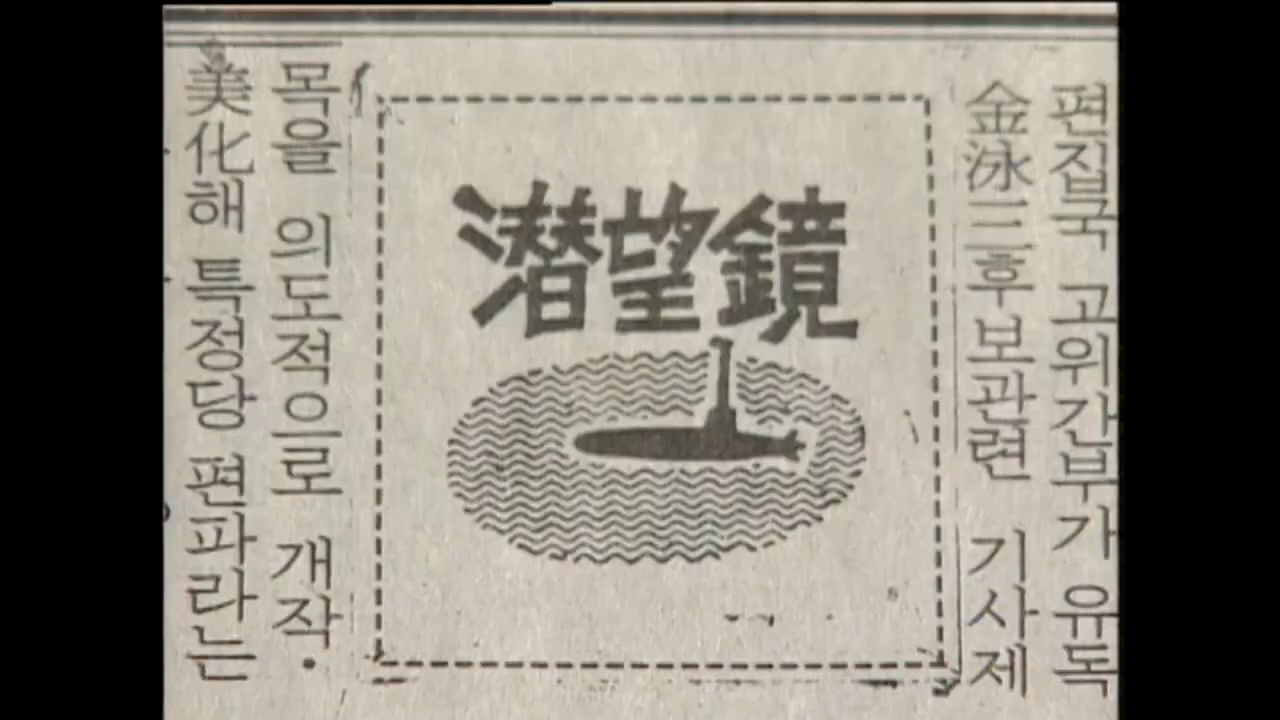 편집국 고위간부가 유독
金泳三후보관련 기사제
潛望鏡
목을 의도적으로 개작·
美化해 특정당 편파라는